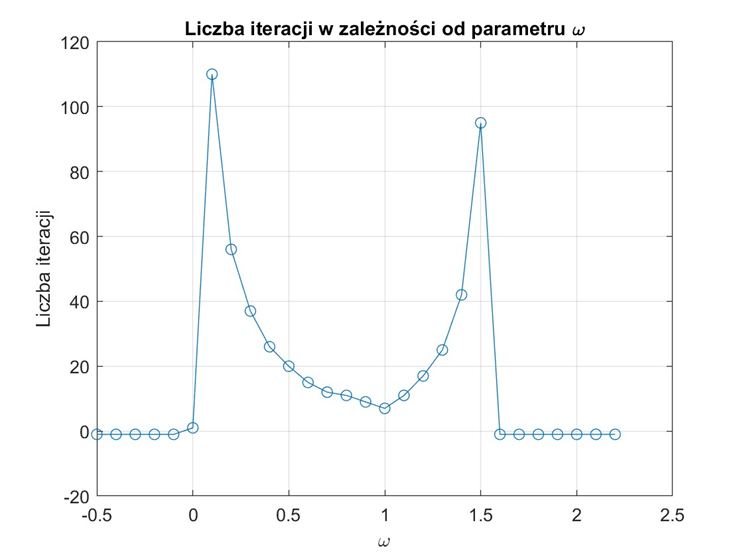 Liczba iteracji w zależności od parametru ω
120
100
80
60
40
20
0
-20
Liczba iteracji
-0.5 0 0.5 1 1.5 2 2.5
ω